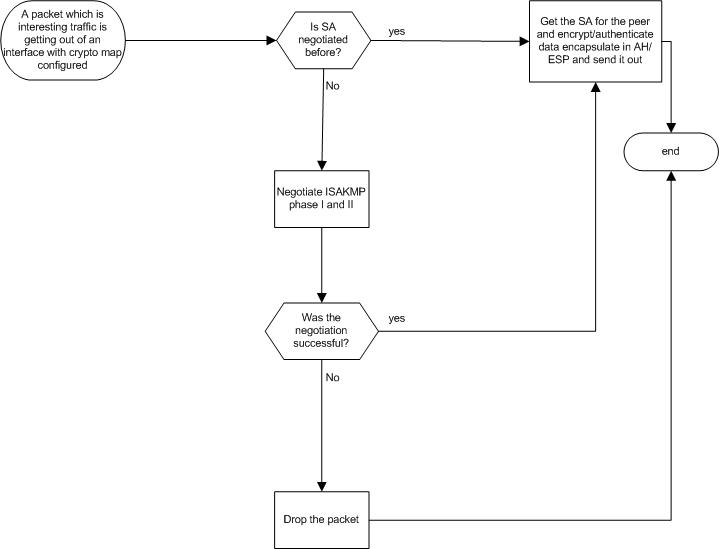 A packet which is
interesting traffic is
getting out of an
interface with crypto map
configured
Is SA
negotiated
before?
yes
Get the SA for the peer
and encrypt/authenticate
data encapsulate in AH/
ESP and send it out
No
end
Negotiate ISAKMP
phase I and II
Was the
negotiation
successful?
yes
No
Drop the packet